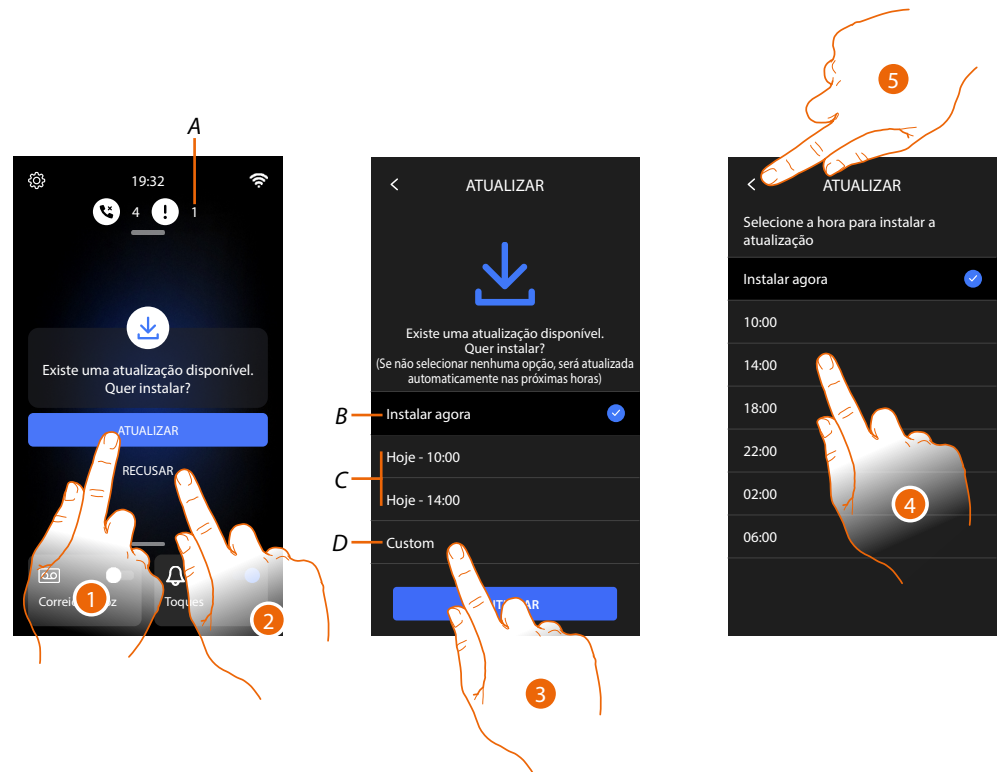 A
19:32
4
1
Existe uma atualização disponível.
Quer instalar?
ATUALIZAR
RECUSAR
Toques
1
2
ATUALIZAR
Existe uma atualização disponível.
Quer instalar?
(Se não selecionar nenhuma opção, será atualizada
automaticamente nas próximas horas)
B
Instalar agora
C
Hoje - 10:00
Hoje - 14:00
D
Custom
3
5
ATUALIZAR
Selecione a hora para instalar a
atualização
Instalar agora
10:00
14:00
18:00
22:00
02:00
06:00
4